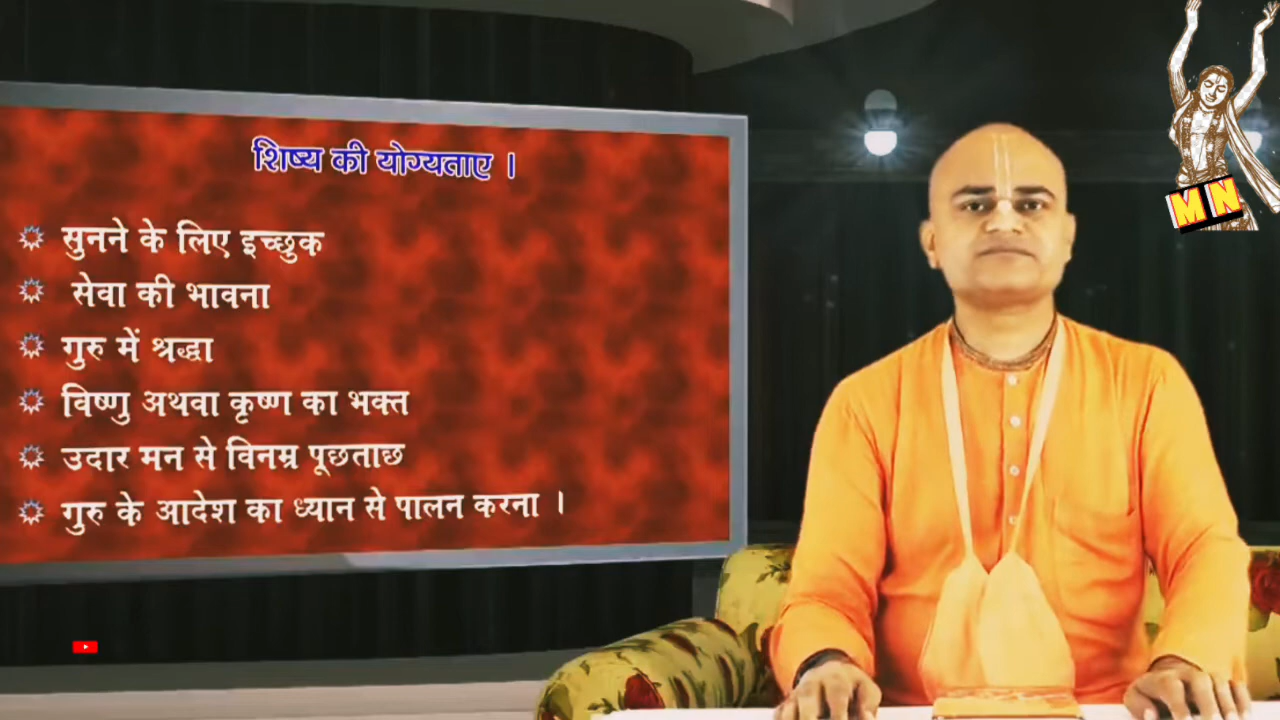 शिष्य की योग्यताए ।
सुनने के लिए इच्छुक
सेवा की भावना
गुरु में श्रद्धा
विष्णु अथवा कृष्ण का भक्त
उदार मन से विनम्र पूछताछ
गुरु के आदेश का ध्यान से पालन करना ।
MN